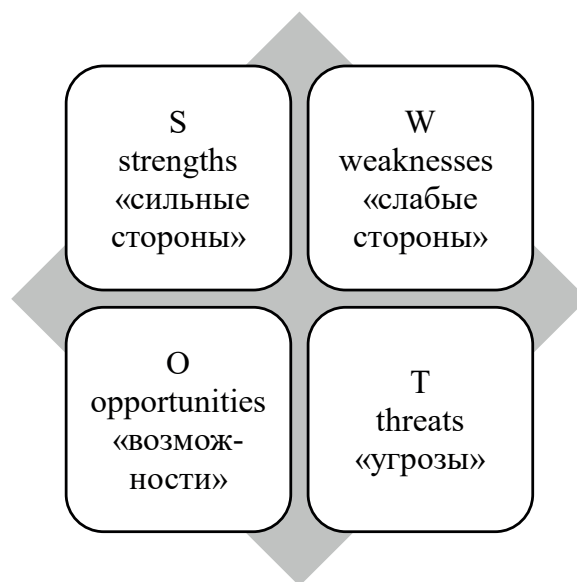 S
strengths
«сильные
стороны»
W
weaknesses
«слабые
стороны»
O
opportunities
«возмож-
ности»
T
threats
«угрозы»